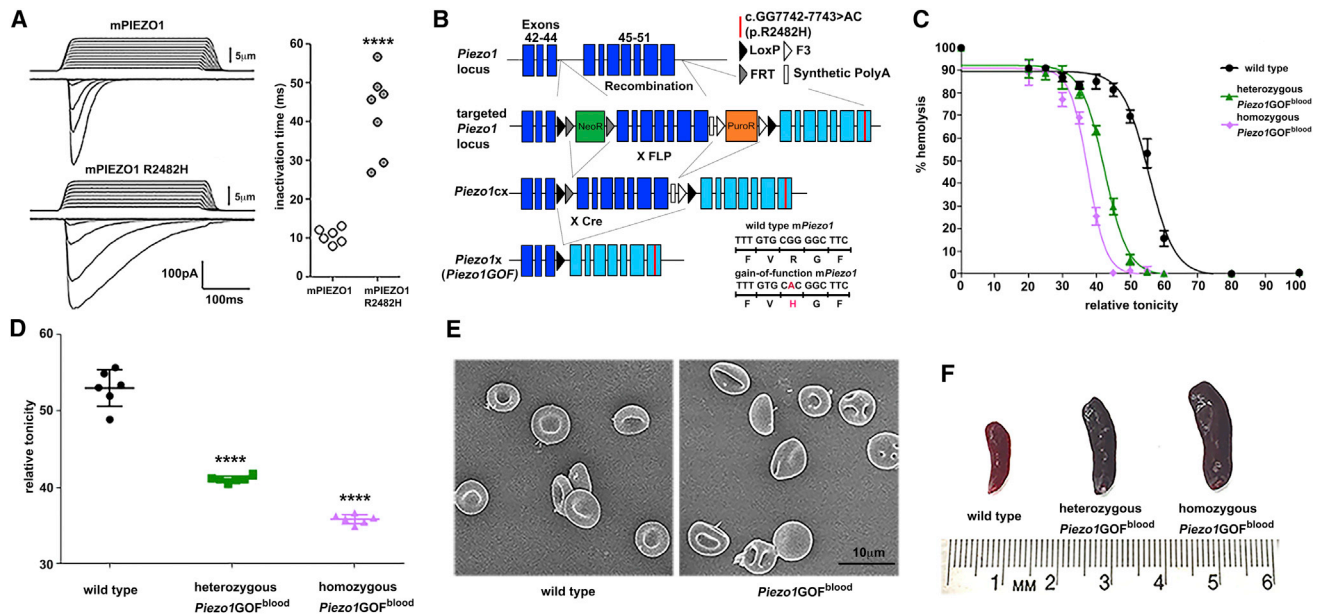 A
mPIEZO1
5µm
mPIEZO1 R2482H
5µm
100pA
100ms
inactivation time (ms)
60
50
40
30
20
10
0
****
mPIEZO1
mPIEZO1
R2482H
B
Exons
42-44
45-51
Piezo1
locus
Recombination
c.GG7742-7743>AC
(p.R2482H)
LoxP
F3
FRT
Synthetic PolyA
targeted
Piezo1
locus
NeoR
PuroR
X FLP
Piezo1cx
X Cre
Piezo1x
(Piezo1GOF)
wild type mPiezo1
TTT GTG CGG GGC TTC
F V R G F
gain-of-function mPiezo1
TTT GTG CAC GGC TTC
F V H G F
C
% hemolysis
100
90
80
70
60
50
40
30
20
10
0
0 10 20 30 40 50 60 70 80 90 100
relative tonicity
wild type
heterozygous
Piezo1GOFblood
homozygous
Piezo1GOFblood
D
relative tonicity
60
50
40
30
****
****
wild type
heterozygous
Piezo1GOFblood
homozygous
Piezo1GOFblood
E
10µm
wild type
Piezo1GOFblood
F
wild type
heterozygous
Piezo1GOFblood
homozygous
Piezo1GOFblood
1 MM 2 3 4 5 6